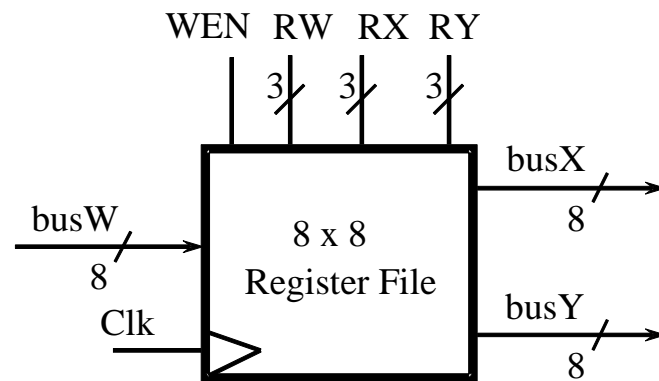 WEN RW RX RY
3 3 3
busX
8
busW
8
8 x 8
Register File
Clk
busY
8